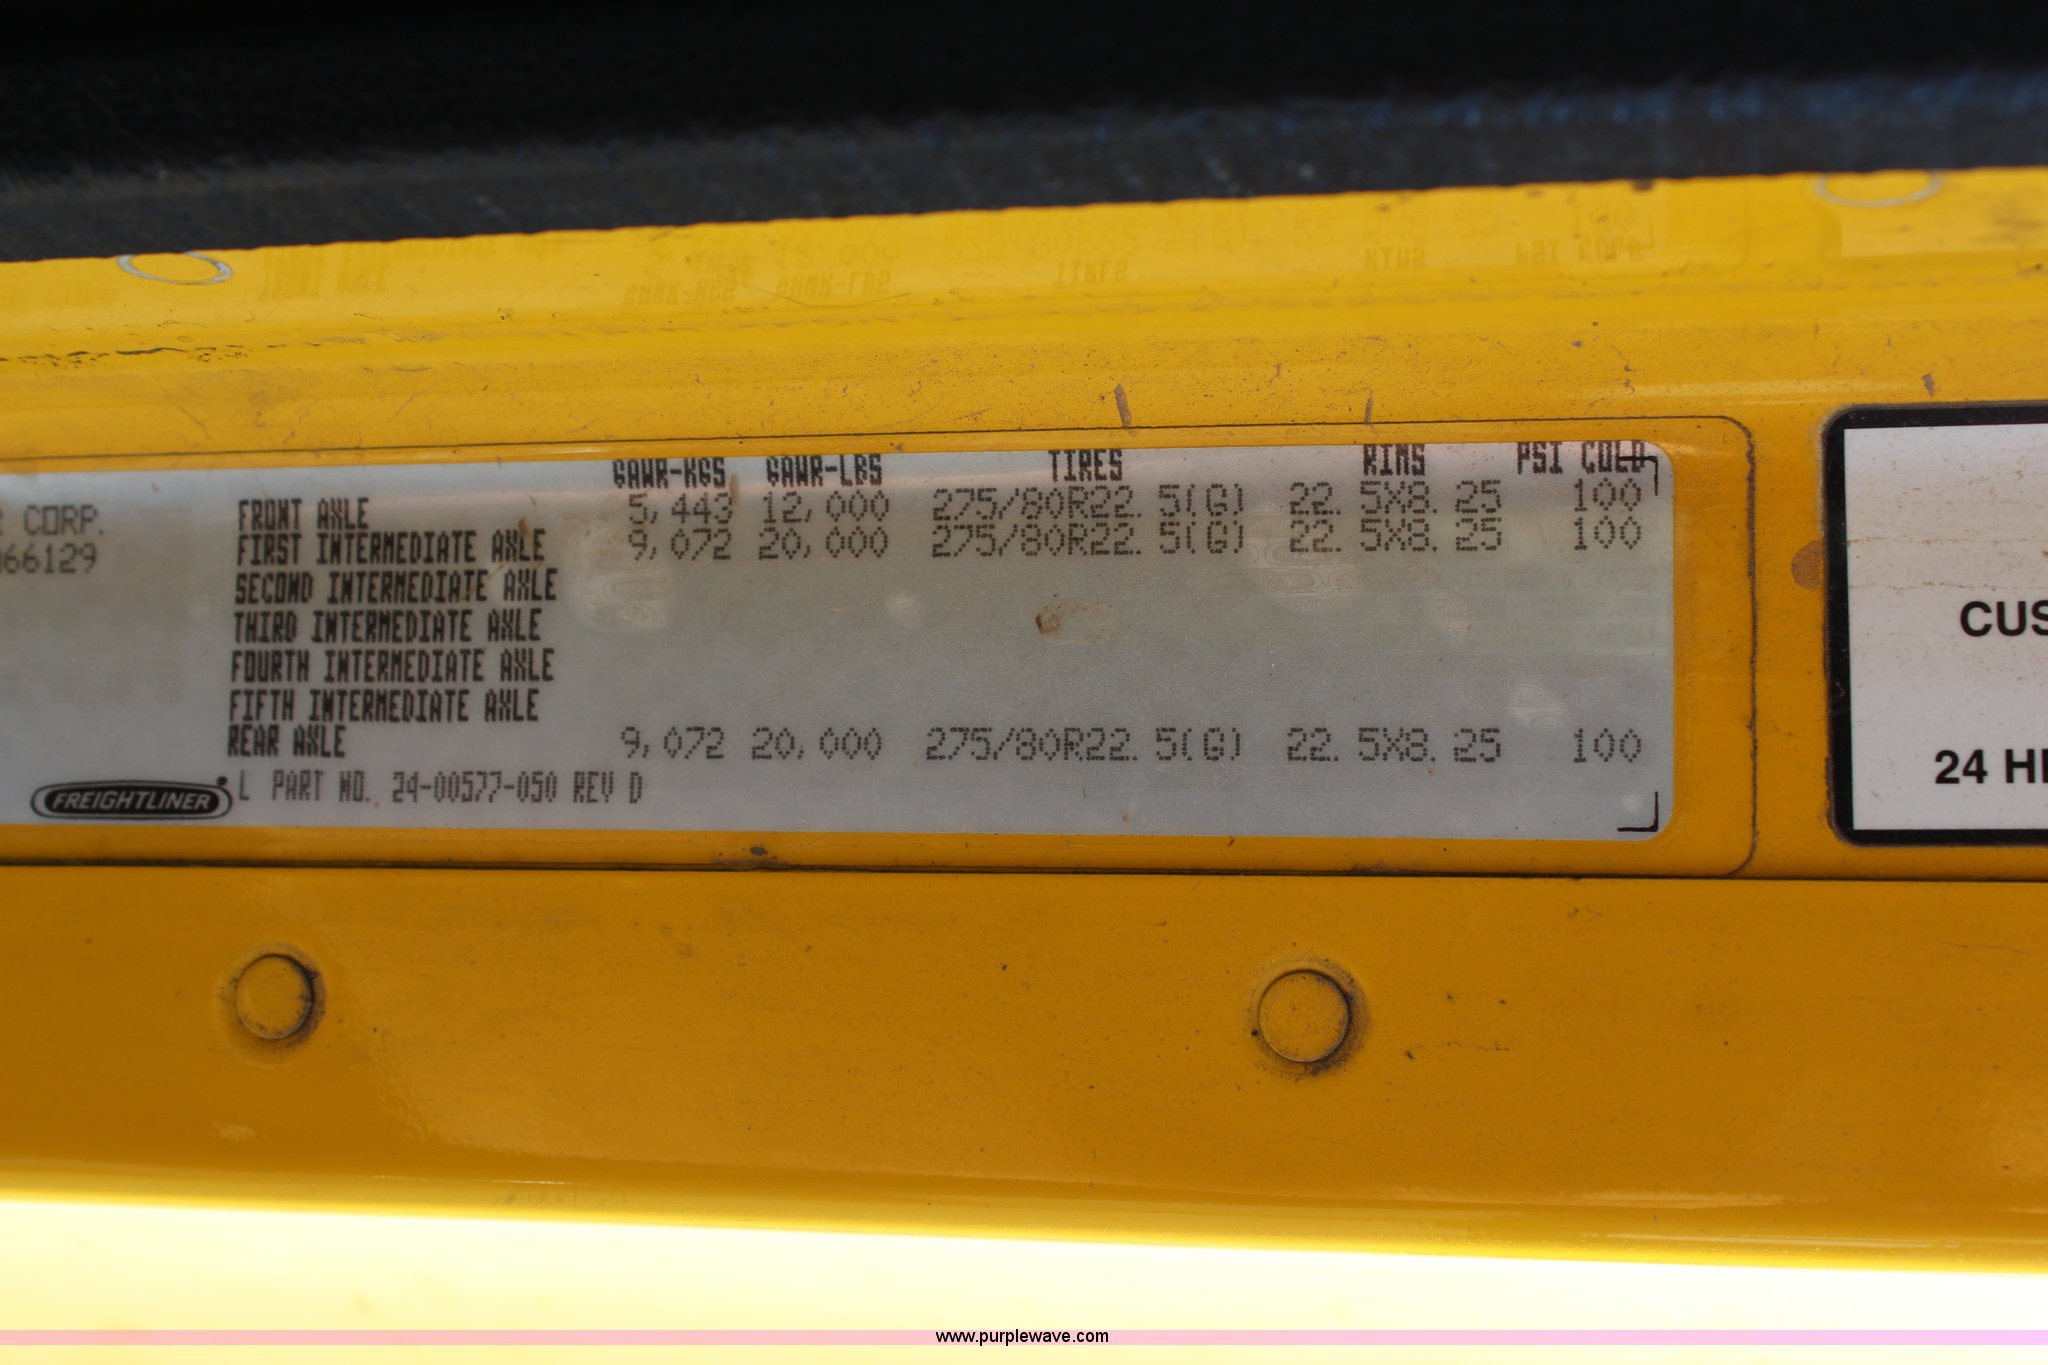 GAWR-KGS GAWR-LBS TIRES RIMS PSI COLD
R CORP. FRONT AXLE 5,443 12,000 275/80R22.5(G) 22.5X8.25 100
66129 FIRST INTERMEDIATE AXLE 9,072 20,000 275/80R22.5(G) 22.5X8.25 100
SECOND INTERMEDIATE AXLE
THIRD INTERMEDIATE AXLE
FOURTH INTERMEDIATE AXLE
FIFTH INTERMEDIATE AXLE
REAR AXLE 9,072 20,000 275/80R22.5(G) 22.5X8.25 100
FREIGHTLINER L PART NO. 24-00577-050 REV D
CUS
24 H
www.purplewave.com